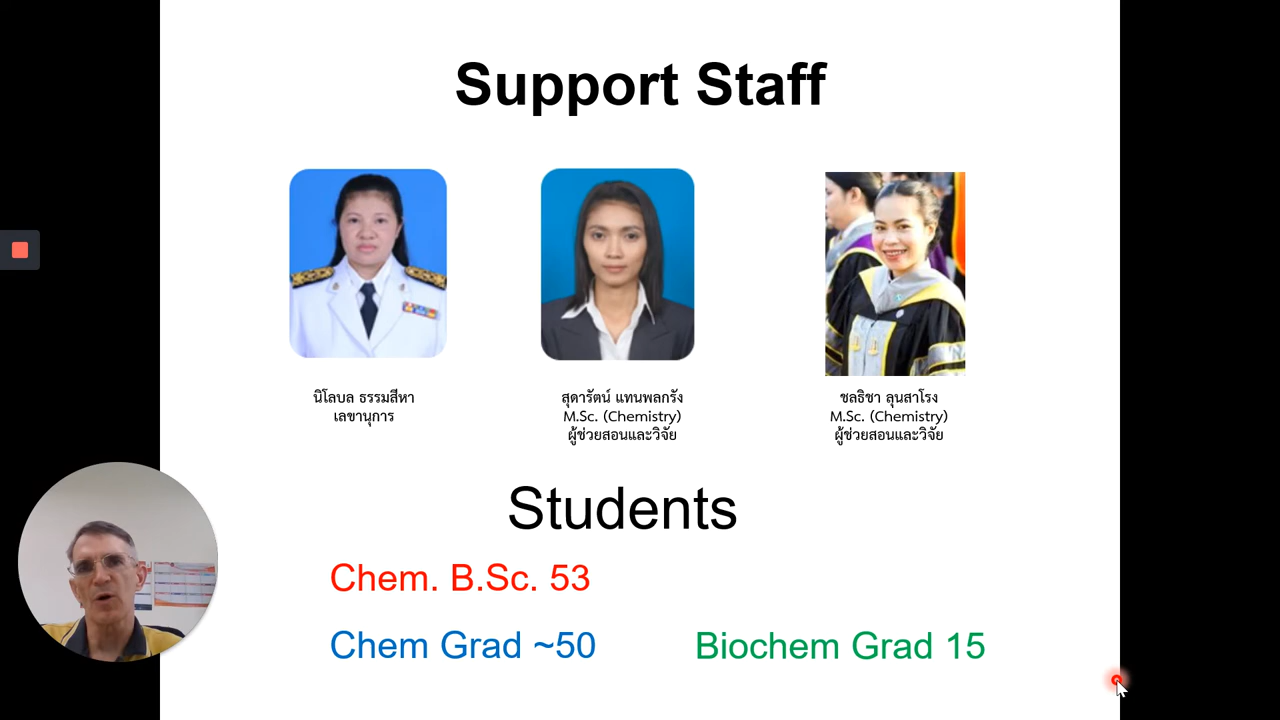 Support Staff
นิโลบล ธรรมสีหา
เลขานุการ
สุดารัตน์ แทนพลกรัง
M.Sc. (Chemistry)
ผู้ช่วยสอนและวิจัย
ชลธิชา ลุนสาโรง
M.Sc. (Chemistry)
ผู้ช่วยสอนและวิจัย
Students
Chem. B.Sc. 53
Chem Grad ~50
Biochem Grad 15